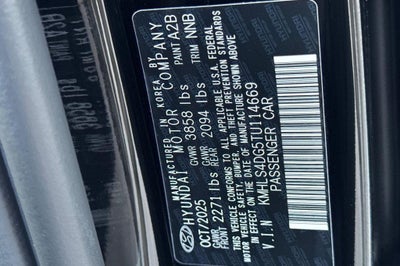 MANUFACTURED IN KOREA BY
HYUNDAI MOTOR COMPANY
OCT/2025 GVWR 3858 lbs PAINT A2B
GAWR FRONT 2271 lbs GAWR REAR 2094 lbs TRIM NNB
THIS VEHICLE CONFORMS TO ALL APPLICABLE U.S.A. FEDERAL
MOTOR VEHICLE SAFETY, BUMPER, AND THEFT PREVENTION STANDARDS
IN EFFECT ON THE DATE OF MANUFACTURE SHOWN ABOVE.
V.I.N KMHLS4DG5TU114669
PASSENGER CAR